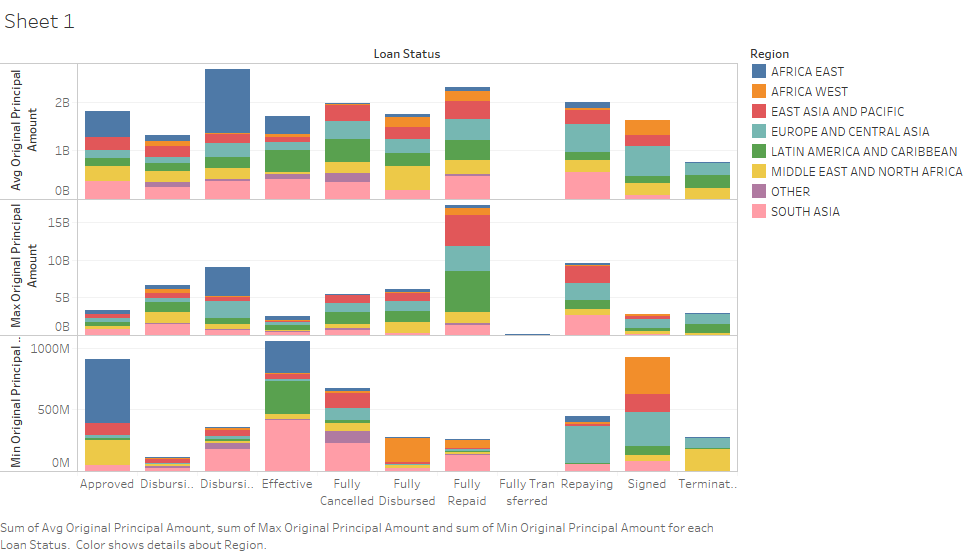 Sheet 1
Loan Status
Avg Original Principal
Amount
2B
1B
0B
Max Original Principal
Amount
15B
10B
5B
0B
Min Original Principal ..
1000M
500M
0M
Approved
Disbursi..
Disbursi..
Effective
Fully
Cancelled
Fully
Disbursed
Fully
Repaid
Fully Tran
sferred
Repaying
Signed
Terminat..
Region
AFRICA EAST
AFRICA WEST
EAST ASIA AND PACIFIC
EUROPE AND CENTRAL ASIA
LATIN AMERICA AND CARIBBEAN
MIDDLE EAST AND NORTH AFRICA
OTHER
SOUTH ASIA
Sum of Avg Original Principal Amount, sum of Max Original Principal Amount and sum of Min Original Principal Amount for each
Loan Status. Color shows details about Region.